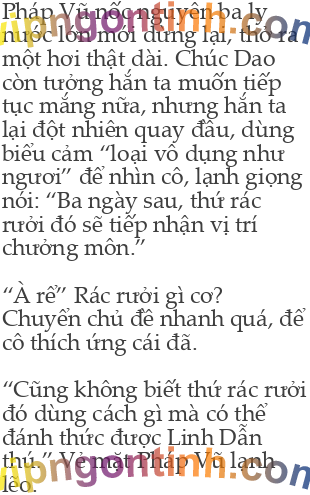 Pháp Vũ nốc nguyên ba ly
nước lớn mới dừng lại, thở ra
một hơi thật dài. Chúc Dao
còn tưởng hắn ta muốn tiếp
tục mắng nữa, nhưng hắn ta
lại đột nhiên quay đầu, dùng
biểu cảm “loại vô dụng như
ngươi” để nhìn cô, lạnh giọng
nói: “Ba ngày sau, thứ rác
rưởi đó sẽ tiếp nhận vị trí
chưởng môn.”
“À rể” Rác rưởi gì cơ?
Chuyển chủ đề nhanh quá, để
cô thích ứng cái đã.
“Cũng không biết thứ rác rưởi
đó dùng cách gì mà có thể
đánh thức được Linh Dẫn
thú.” Vẻ mặt Pháp Vũ lạnh
lẽo.
vipngontinh.com
vipngontinh.com